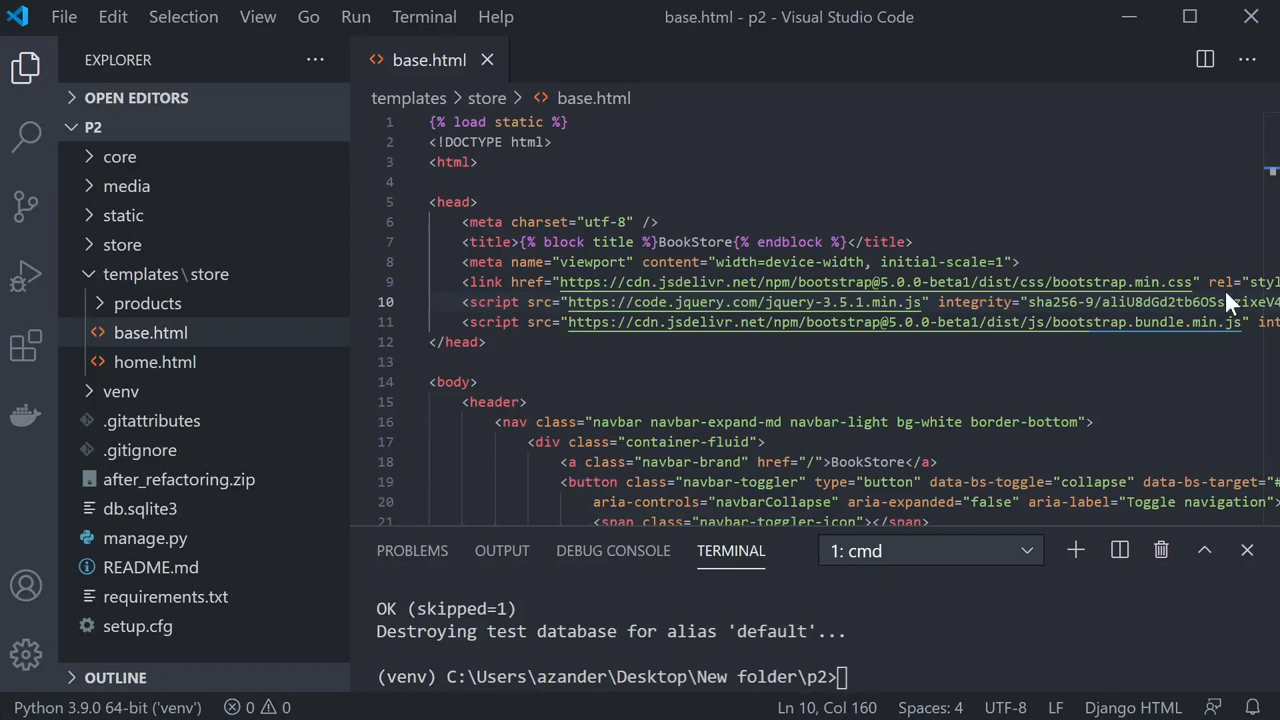 File Edit Selection View Go Run Terminal Help base.html - p2 - Visual Studio Code
EXPLORER
OPEN EDITORS
P2
core
media
static
store
templates\store
products
base.html
home.html
venv
.gitattributes
.gitignore
after_refactoring.zip
db.sqlite3
manage.py
README.md
requirements.txt
setup.cfg
OUTLINE
base.html
templates > store > base.html
1 {% load static %}
2 <!DOCTYPE html>
3 <html>
4
5 <head>
6 <meta charset="utf-8" />
7 <title>{% block title %}BookStore{% endblock %}</title>
8 <meta name="viewport" content="width=device-width, initial-scale=1">
9 <link href="https://cdn.jsdelivr.net/npm/bootstrap@5.0.0-beta1/dist/css/bootstrap.min.css" rel="styl
10 <script src="https://code.jquery.com/jquery-3.5.1.min.js" integrity="sha256-9/aliU8dGd2tb6OSs
11 <script src="https://cdn.jsdelivr.net/npm/bootstrap@5.0.0-beta1/dist/js/bootstrap.bundle.min.js" int
12 </head>
13
14 <body>
15 <header>
16 <nav class="navbar navbar-expand-md navbar-light bg-white border-bottom">
17 <div class="container-fluid">
18 <a class="navbar-brand" href="/">BookStore</a>
19 <button class="navbar-toggler" type="button" data-bs-toggle="collapse" data-bs-target="#
20 aria-controls="navbarCollapse" aria-expanded="false" aria-label="Toggle navigation">
21 <span class="navbar-toggler-icon"></span>
PROBLEMS OUTPUT DEBUG CONSOLE TERMINAL 1: cmd
OK (skipped=1)
Destroying test database for alias 'default'...
(venv) C:\Users\azander\Desktop\New folder\p2>
Python 3.9.0 64-bit ('venv') 0 0 Ln 10, Col 160 Spaces: 4 UTF-8 LF Django HTML